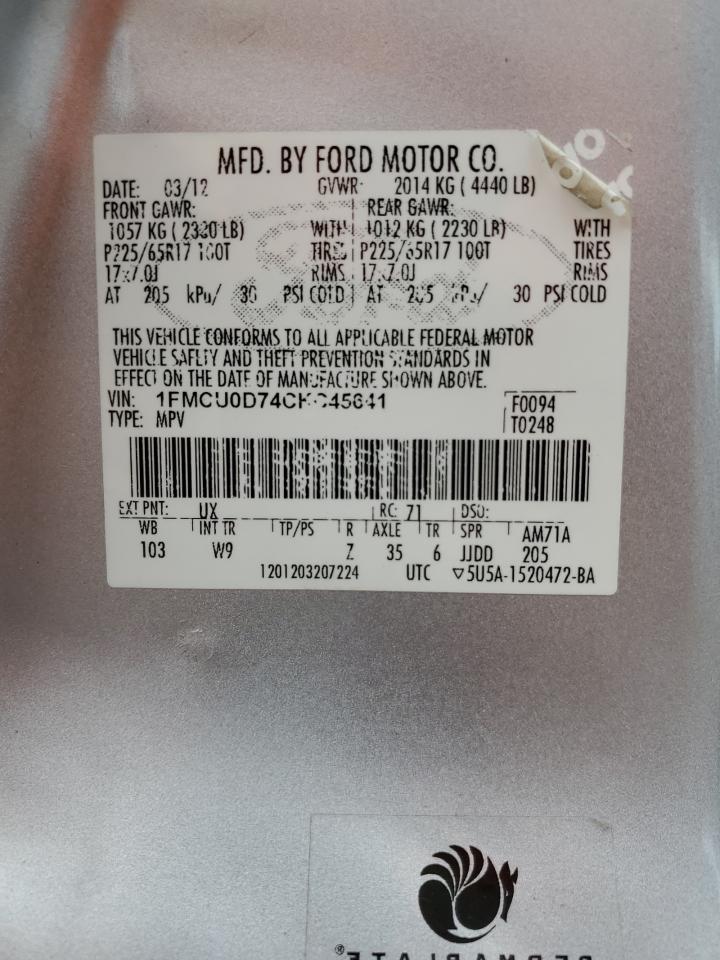 MFD. BY FORD MOTOR CO.
DATE: 03/12 GVWR: 2014 KG ( 4440 LB)
FRONT GAWR: REAR GAWR:
1057 KG ( 2330 LB) WITH 1012 KG ( 2230 LB) WITH
P225/65R17 100T TIRES P225/65R17 100T TIRES
17x7.0J RIMS 17x7.0J RIMS
AT 205 kPa/ 30 PSI COLD AT 205 kPa/ 30 PSI COLD
THIS VEHICLE CONFORMS TO ALL APPLICABLE FEDERAL MOTOR
VEHICLE SAFETY AND THEFT PREVENTION STANDARDS IN
EFFECT ON THE DATE OF MANUFACTURE SHOWN ABOVE.
VIN: F0094
TYPE: MPV T0248
EXT PNT: UX RC: 71 DSO:
WB INT TR TP/PS R AXLE TR SPR AM71A
103 W9 Z 35 6 JJDD 205
1201203207224 UTC ▽5U5A-1520472-BA